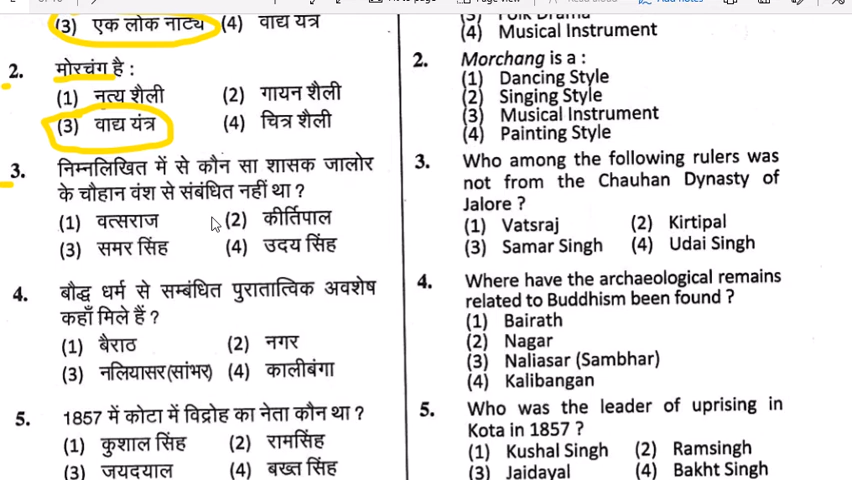 (3) एक लोक नाट्य (4) वाद्य यंत्र
2. मोरचंग है :
(1) नृत्य शैली (2) गायन शैली
(3) वाद्य यंत्र (4) चित्र शैली
3. निम्नलिखित में से कौन सा शासक जालोर
के चौहान वंश से संबंधित नहीं था ?
(1) वत्सराज (2) कीर्तिपाल
(3) समर सिंह (4) उदय सिंह
4. बौद्ध धर्म से सम्बंधित पुरातात्विक अवशेष
कहाँ मिले हैं ?
(1) बैराठ (2) नगर
(3) नलियासर(सांभर) (4) कालीबंगा
5. 1857 में कोटा में विद्रोह का नेता कौन था ?
(1) कुशाल सिंह (2) रामसिंह
(3) जयदयाल (4) बख्त सिंह
(3) Folk Drama
(4) Musical Instrument
2. Morchang is a :
(1) Dancing Style
(2) Singing Style
(3) Musical Instrument
(4) Painting Style
3. Who among the following rulers was
not from the Chauhan Dynasty of
Jalore ?
(1) Vatsraj (2) Kirtipal
(3) Samar Singh (4) Udai Singh
4. Where have the archaeological remains
related to Buddhism been found ?
(1) Bairath
(2) Nagar
(3) Naliasar (Sambhar)
(4) Kalibangan
5. Who was the leader of uprising in
Kota in 1857 ?
(1) Kushal Singh (2) Ramsingh
(3) Jaidayal (4) Bakht Singh